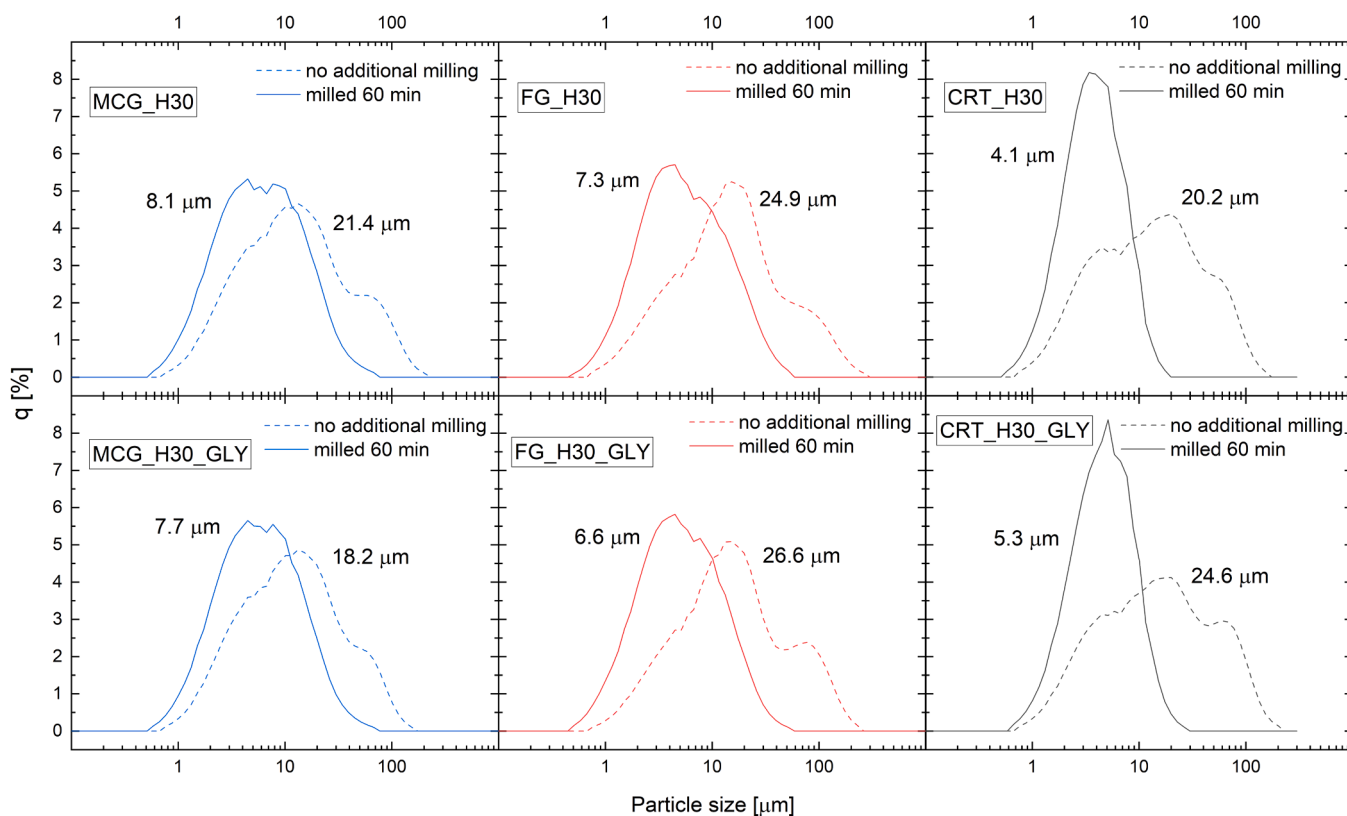 1 10 100 1 10 100 1 10 100
no additional milling
milled 60 min
MCG_H30
8.1 μm
21.4 μm
no additional milling
milled 60 min
FG_H30
7.3 μm
24.9 μm
no additional milling
milled 60 min
CRT_H30
4.1 μm
20.2 μm
8
7
6
5
4
3
2
1
0
q [%]
no additional milling
milled 60 min
MCG_H30_GLY
7.7 μm
18.2 μm
no additional milling
milled 60 min
FG_H30_GLY
6.6 μm
26.6 μm
no additional milling
milled 60 min
CRT_H30_GLY
5.3 μm
24.6 μm
8
7
6
5
4
3
2
1
0
1 10 100 1 10 100 1 10 100
Particle size [μm]